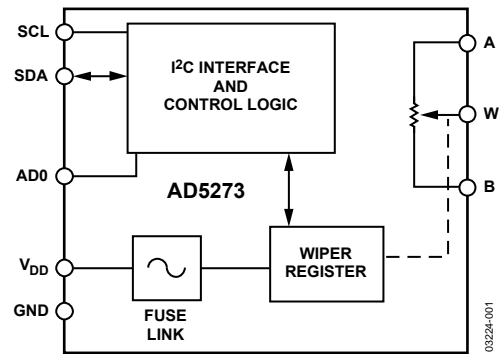 SCL
SDA
AD0
V_DD
GND
I²C INTERFACE
AND
CONTROL LOGIC
AD5273
FUSE
LINK
WIPER
REGISTER
A
W
B
03224-001